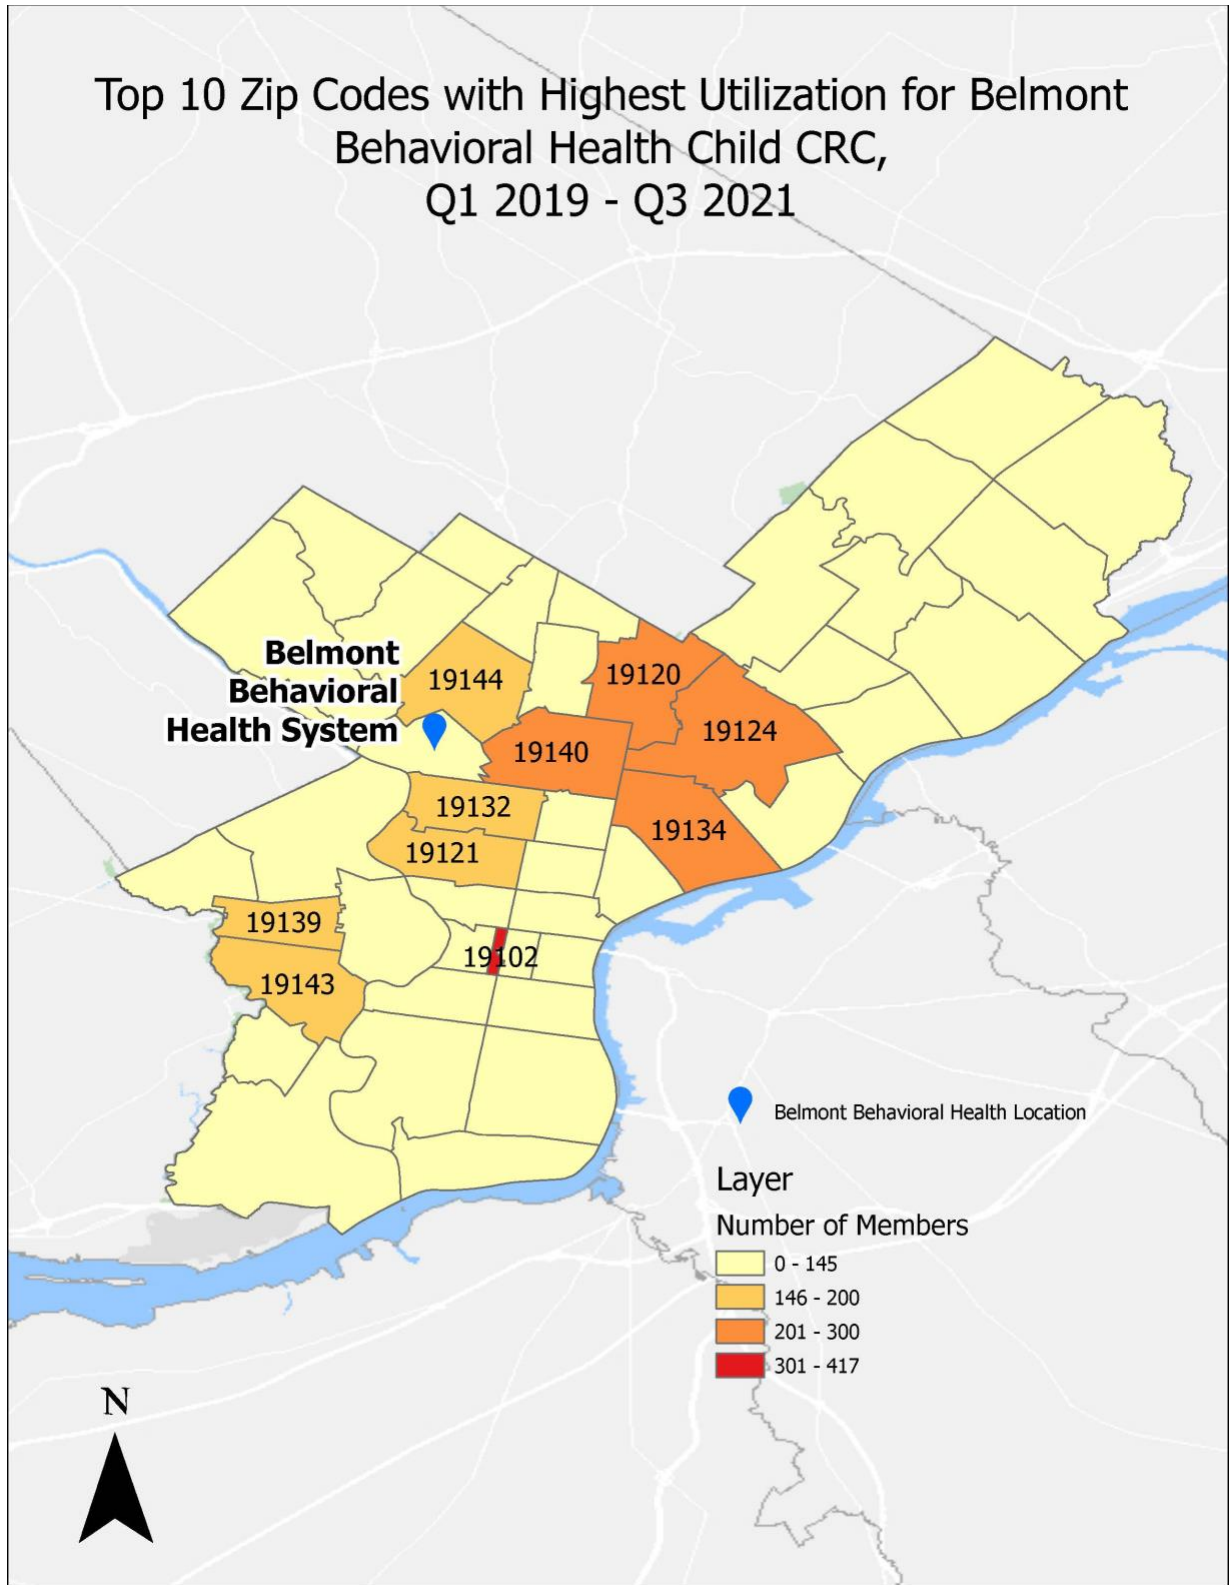 Top 10 Zip Codes with Highest Utilization for Belmont
Behavioral Health Child CRC,
Q1 2019 - Q3 2021
Belmont
Behavioral
Health System
19144
19120
19124
19140
19132
19134
19121
19139
19102
19143
Belmont Behavioral Health Location
Layer
Number of Members
0 - 145
146 - 200
201 - 300
301 - 417
N